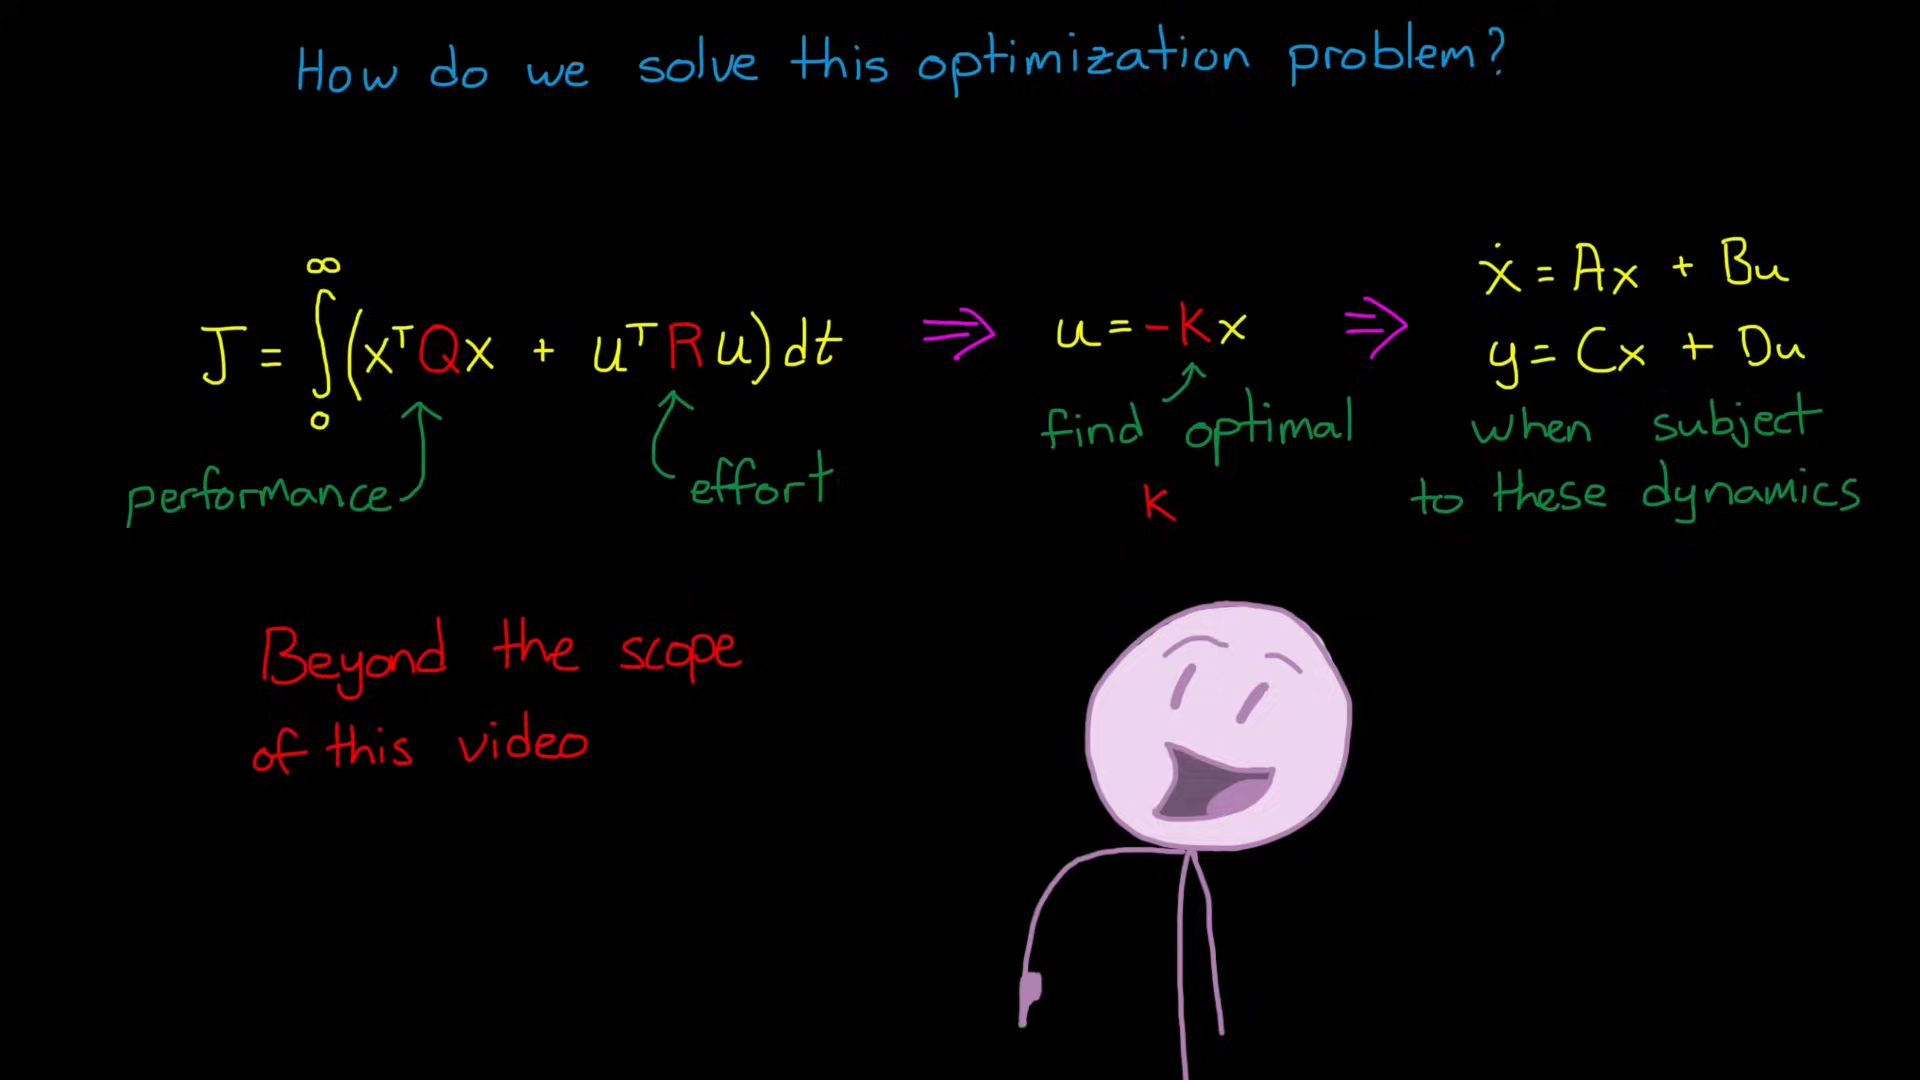 How do we solve this optimization problem?
J = ∫₀^∞ (xᵀQx + uᵀRu) dt ⇒ u = -Kx ⇒ ẋ = Ax + Bu
y = Cx + Du
performance effort
find optimal K
when subject
to these dynamics
Beyond the scope
of this video